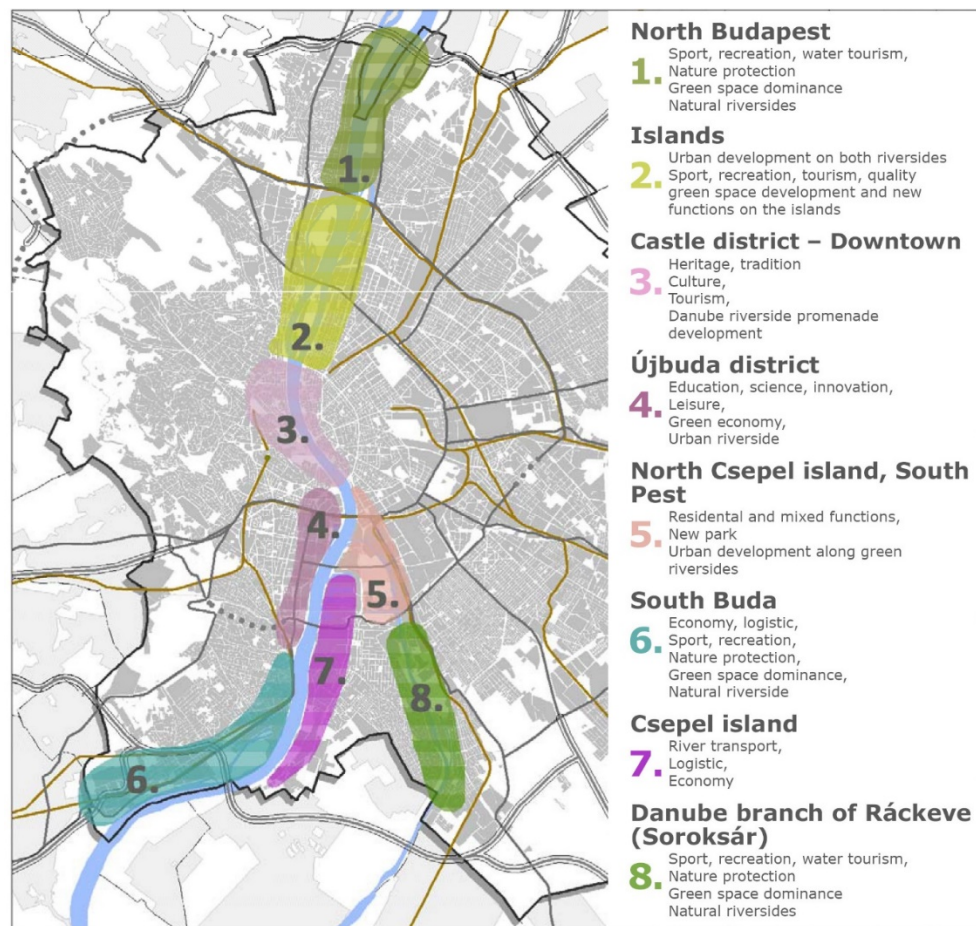 North Budapest
1.
Sport, recreation, water tourism,
Nature protection
Green space dominance
Natural riversides
Islands
2.
Urban development on both riversides
Sport, recreation, tourism, quality
green space development and new
functions on the islands
Castle district – Downtown
3.
Heritage, tradition
Culture,
Tourism,
Danube riverside promenade
development
Újbuda district
4.
Education, science, innovation,
Leisure,
Green economy,
Urban riverside
North Csepel island, South
Pest
5.
Residental and mixed functions,
New park
Urban development along green
riversides
South Buda
6.
Economy, logistic,
Sport, recreation,
Nature protection,
Green space dominance,
Natural riverside
Csepel island
7.
River transport,
Logistic,
Economy
Danube branch of Ráckeve
(Soroksár)
8.
Sport, recreation, water tourism,
Nature protection
Green space dominance
Natural riversides
1.
2.
3.
4.
5.
6.
7.
8.